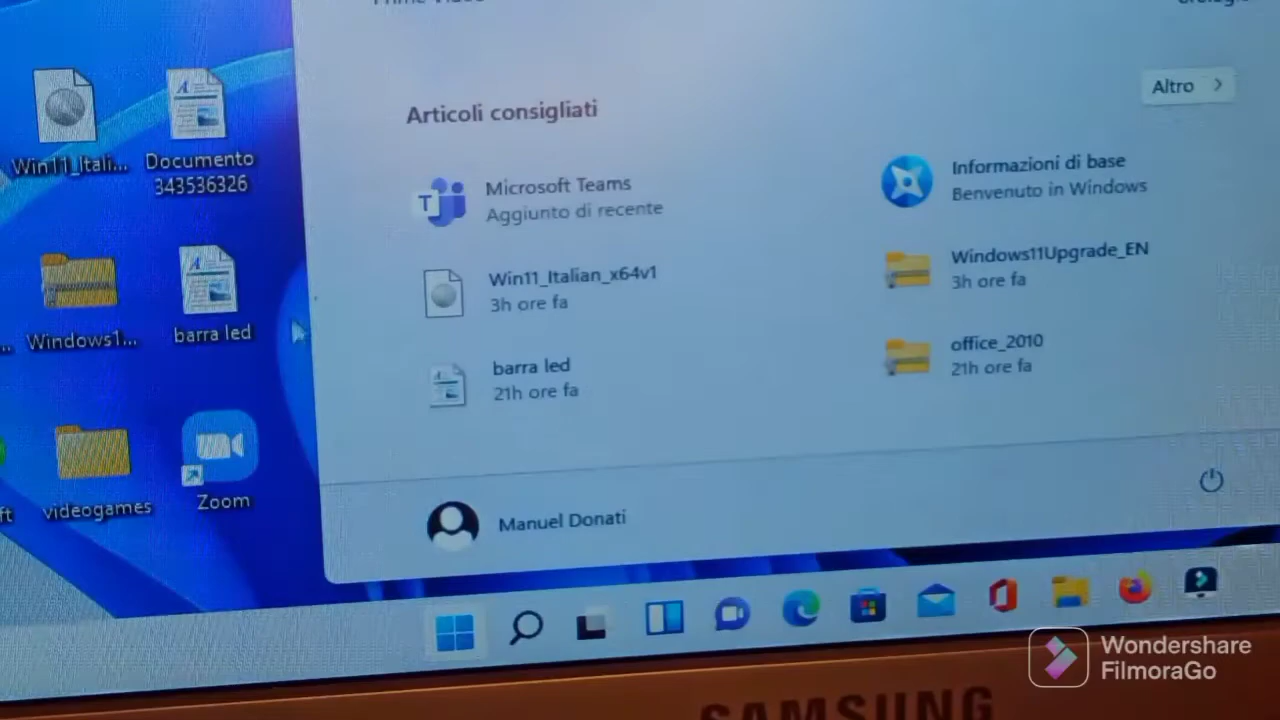 Prime Video
Altro
Articoli consigliati
Win11_Itali...
Documento
343536326
Microsoft Teams
Aggiunto di recente
Informazioni di base
Benvenuto in Windows
Win11_Italian_x64v1
3h ore fa
Windows11Upgrade_EN
3h ore fa
Windows1...
barra led
barra led
21h ore fa
office_2010
21h ore fa
videogames
Zoom
Manuel Donati
Wondershare
FilmoraGo
SAMSUNG